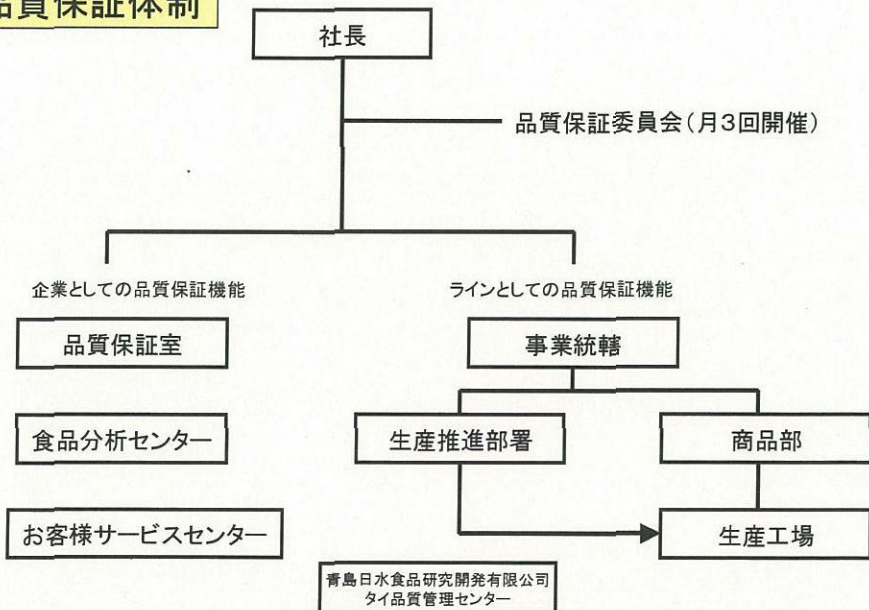 品質保証体制
社長
品質保証委員会(月3回開催)
企業としての品質保証機能
ラインとしての品質保証機能
品質保証室
事業統轄
食品分析センター
生産推進部署
商品部
お客様サービスセンター
生産工場
青島日水食品研究開発有限公司
タイ品質管理センター